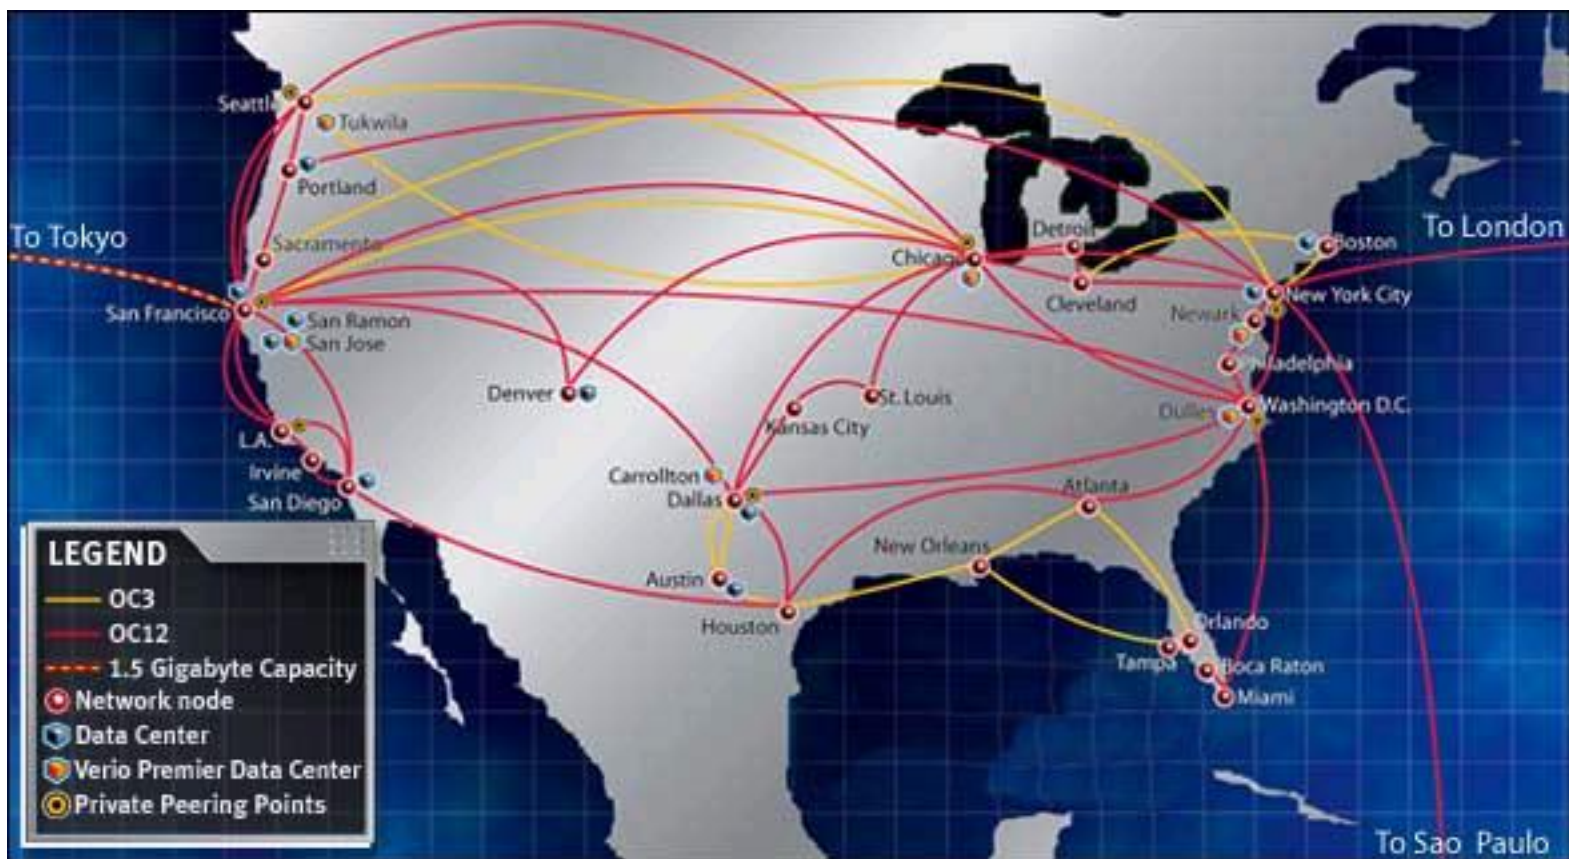 Seattle
Tukwila
Portland
To Tokyo
Sacramento
San Francisco
San Ramon
San Jose
L.A.
Irvine
San Diego
Denver
Chicago
Detroit
Cleveland
Boston
To London
New York City
Newark
Philadelphia
Washington D.C.
Dulles
St. Louis
Kansas City
Carrollton
Dallas
Atlanta
New Orleans
Austin
Houston
Orlando
Tampa
Boca Raton
Miami
To Sao Paulo
LEGEND
OC3
OC12
1.5 Gigabyte Capacity
Network node
Data Center
Verio Premier Data Center
Private Peering Points